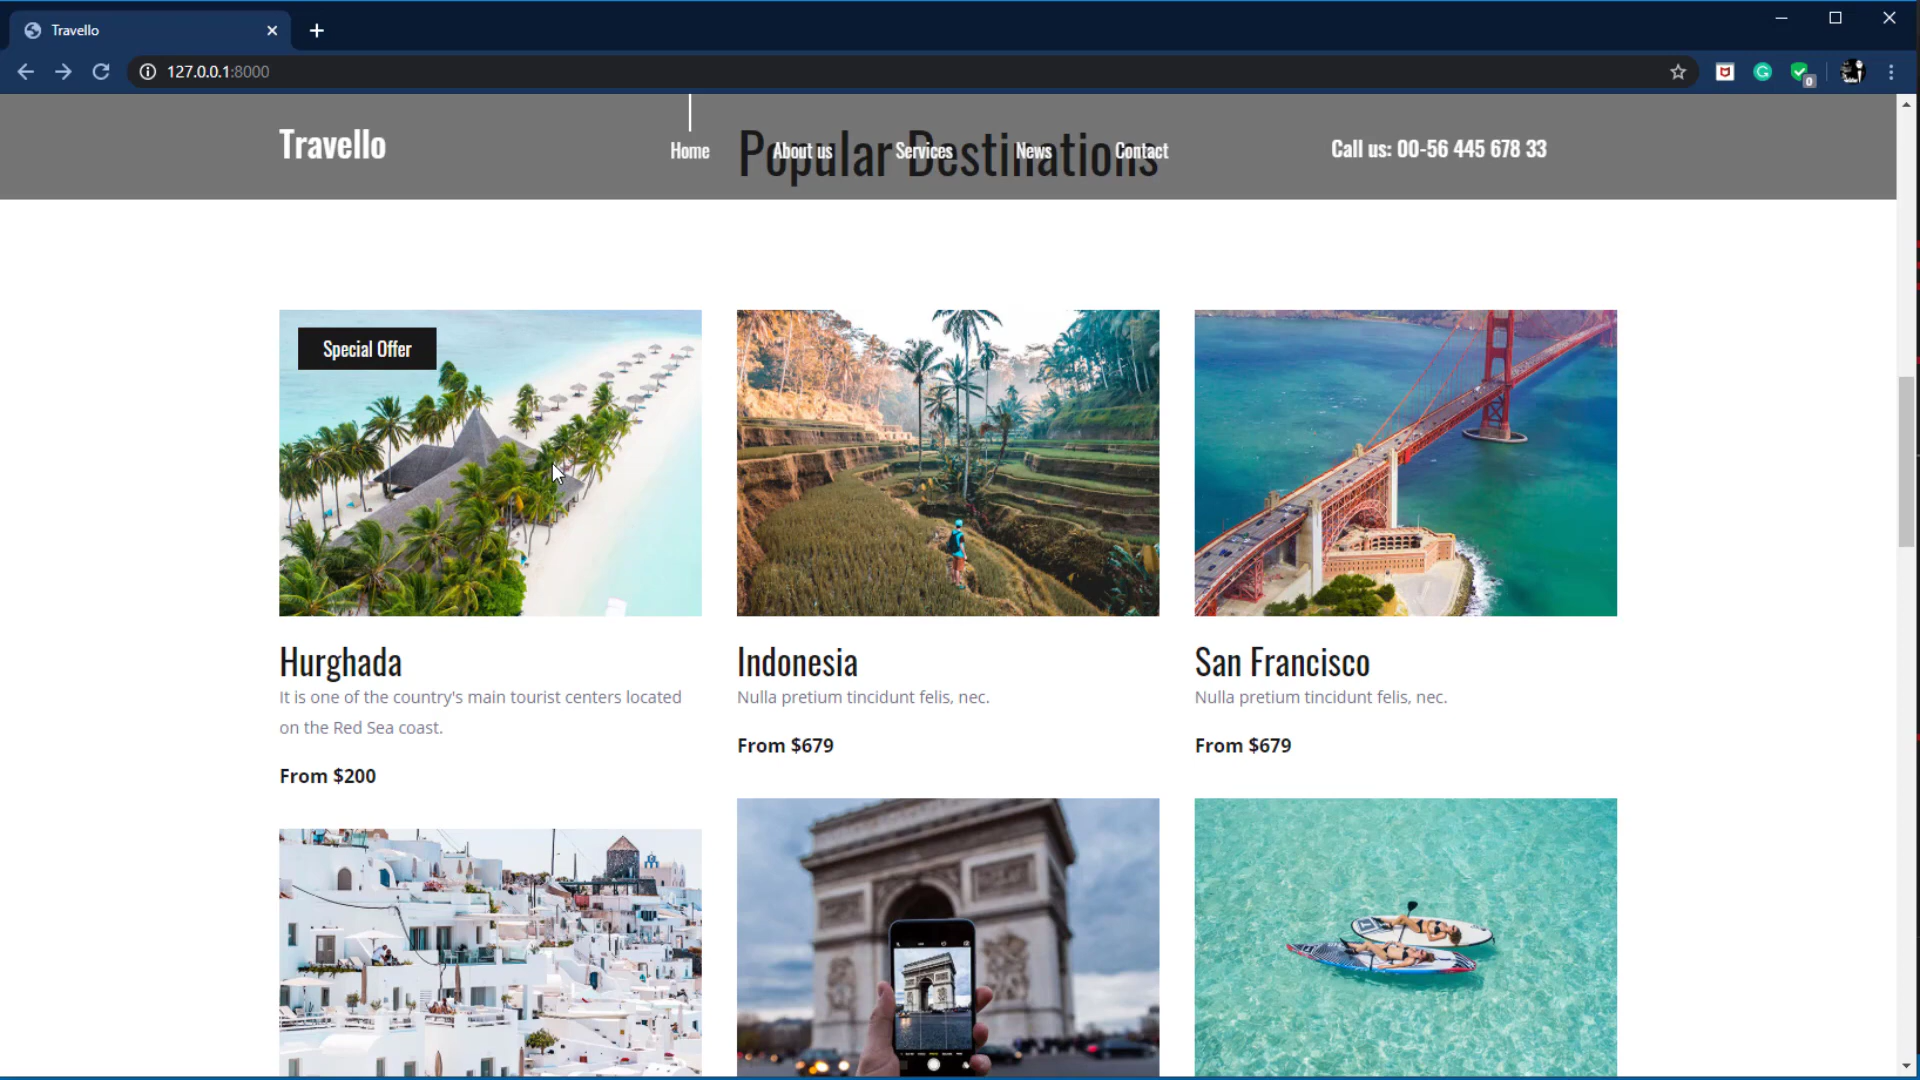 Travello
127.0.0.1:8000
0
Travello
Home
About us
Services
News
Contact
Popular Destinations
Call us: 00-56 445 678 33
Special Offer
Hurghada
It is one of the country's main tourist centers located
on the Red Sea coast.
From $200
Indonesia
Nulla pretium tincidunt felis, nec.
From $679
San Francisco
Nulla pretium tincidunt felis, nec.
From $679